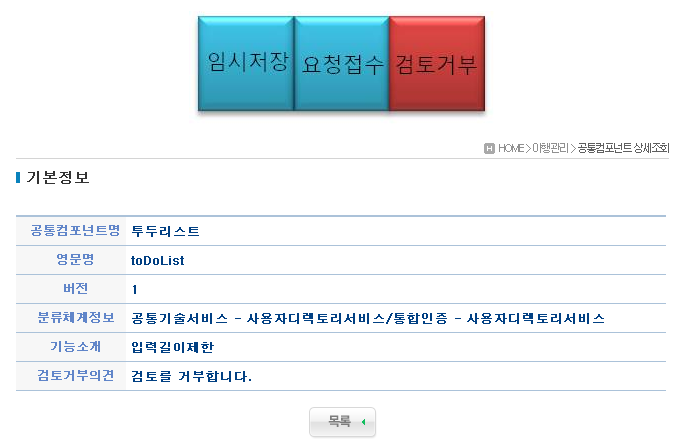 임시저장 요청접수 검토거부
HOME > 이행관리 > 공통컴포넌트 상세조회
기본정보
공통컴포넌트명 투두리스트
영문명 toDoList
버전 1
분류체계정보 공통기술서비스 - 사용자디렉토리서비스/통합인증 - 사용자디렉토리서비스
기능소개 입력길이제한
검토거부의견 검토를 거부합니다.
목록